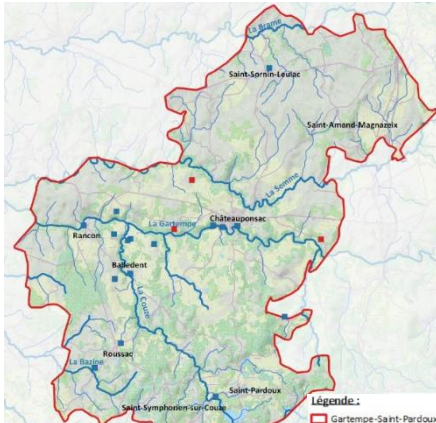 La Brame
Saint-Sornin-Leulac
Saint-Amand-Magnazeix
La Semme
La Gartempe
Châteauponsac
Rancon
Balledent
La Couze
Roussac
La Bazine
Saint-Pardoux
Saint-Symphorien-sur-Couze
Légende :
Gartempe-Saint-Pardoux